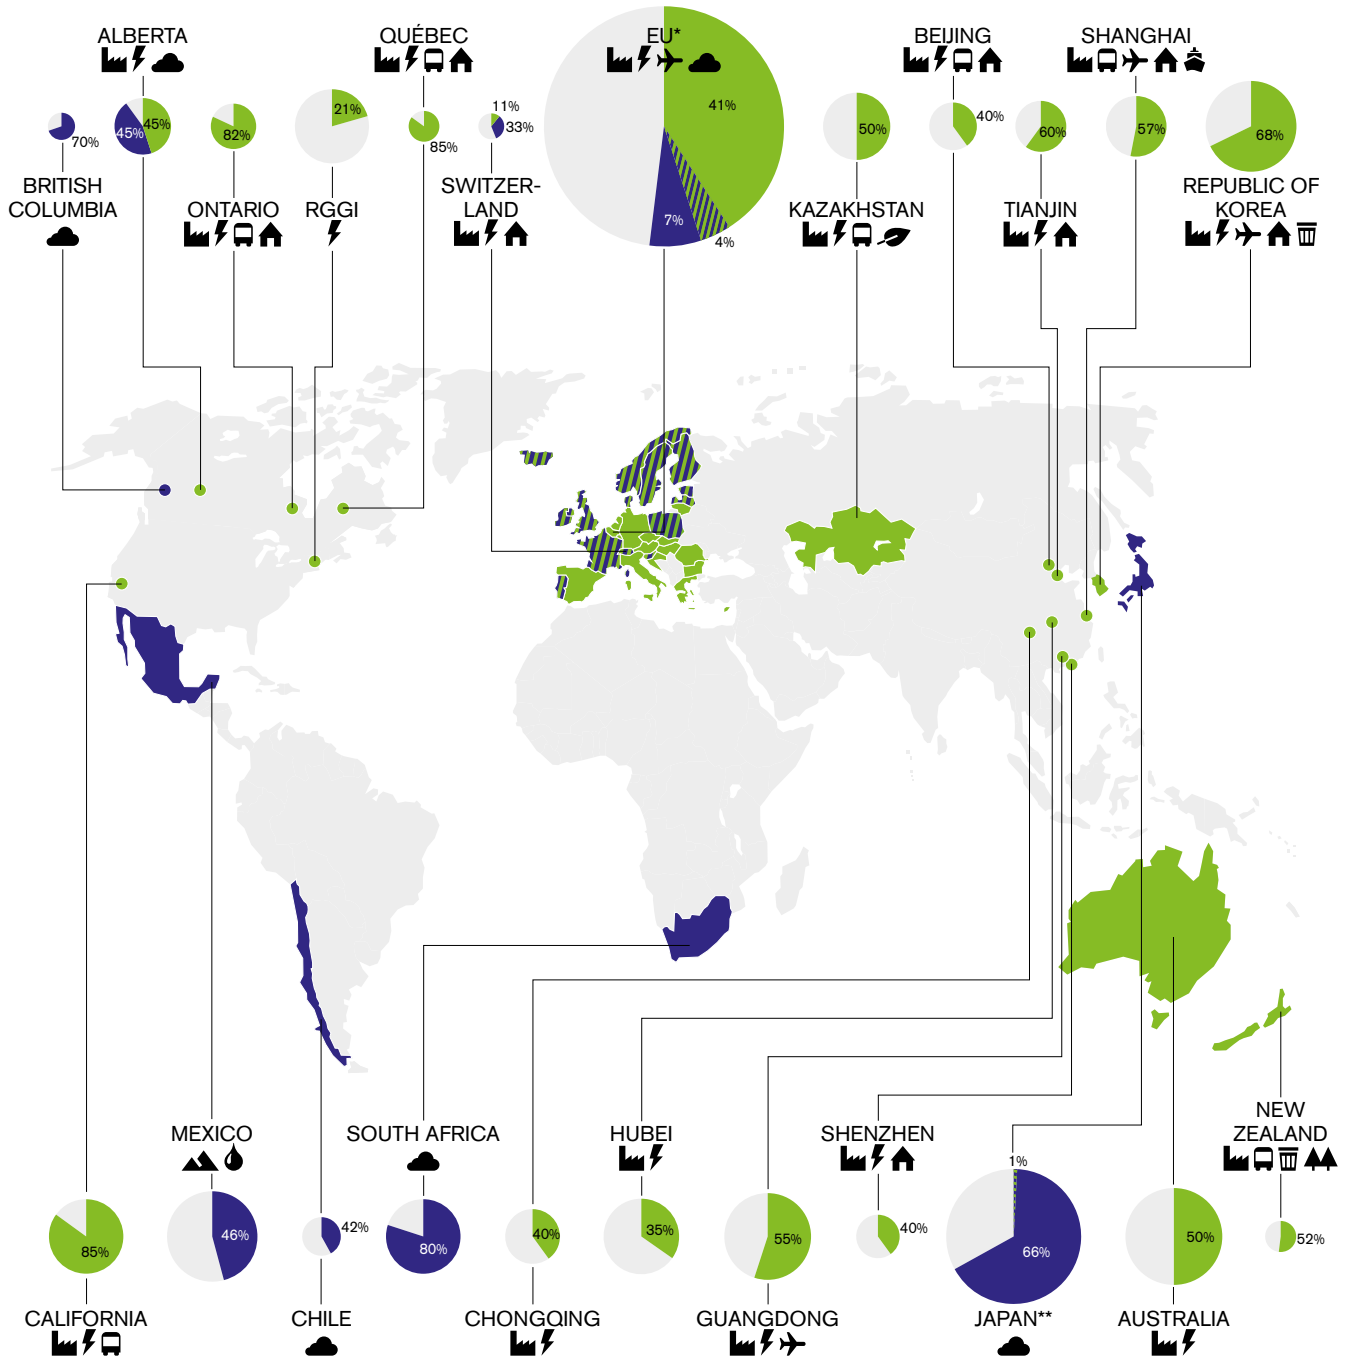 ALBERTA
QUÉBEC
EU*
BEIJING
SHANGHAI
70%
45%
45%
82%
21%
85%
11%
33%
41%
7%
4%
50%
40%
60%
57%
68%
BRITISH
COLUMBIA
ONTARIO
RGGI
SWITZER-
LAND
KAZAKHSTAN
TIANJIN
REPUBLIC OF
KOREA
MEXICO
SOUTH AFRICA
HUBEI
SHENZHEN
NEW
ZEALAND
85%
46%
42%
80%
40%
35%
55%
40%
1%
66%
50%
52%
CALIFORNIA
CHILE
CHONGQING
GUANGDONG
JAPAN**
AUSTRALIA